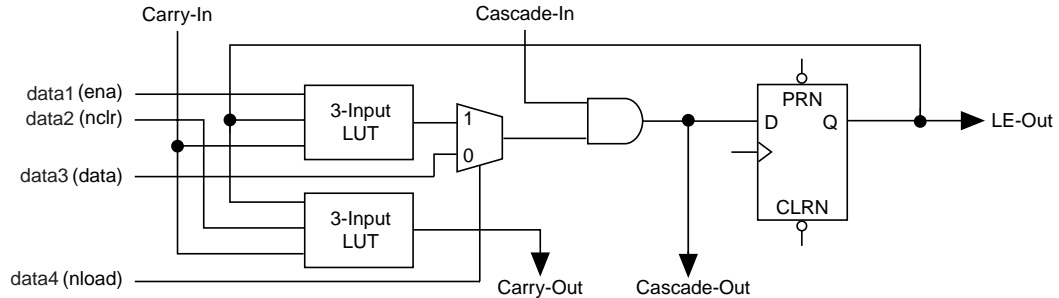 Carry-In
Cascade-In
data1 (ena)
data2 (nclr)
3-Input
LUT
1
0
PRN
D
Q
LE-Out
data3 (data)
CLRN
3-Input
LUT
data4 (nload)
Carry-Out
Cascade-Out